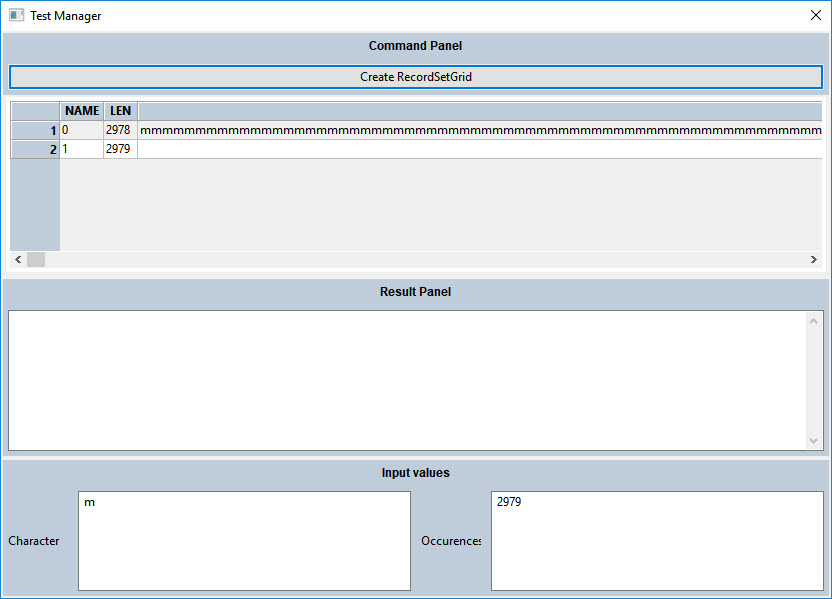 Test Manager
Command Panel
Create RecordSetGrid
NAME LEN
1 0 2978 mmmmmmmmmmmmmmmmmmmmmmmmmmmmmmmmmmmmmmmmmmmmmmmmmmmmmmmmmmmmmm
2 1 2979
Result Panel
Input values
Character m Occurences 2979